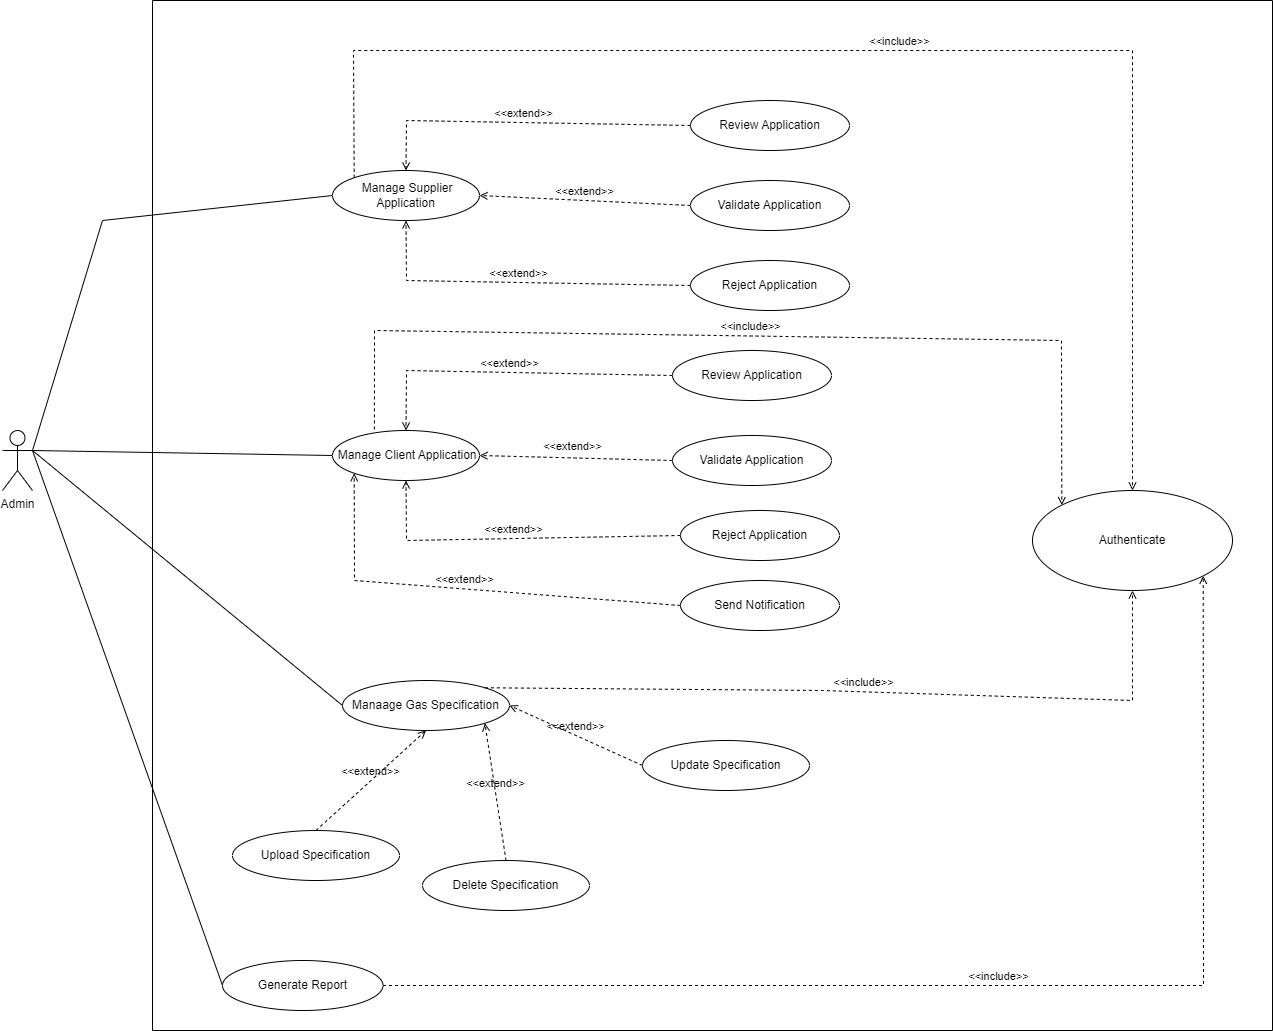 <<include>>
<<extend>>
Review Application
Manage Supplier
Application
<<extend>>
Validate Application
<<extend>>
Reject Application
<<include>>
<<extend>>
Review Application
Manage Client Application
<<extend>>
Validate Application
Admin
<<extend>>
Reject Application
Authenticate
<<extend>>
Send Notification
<<include>>
Manaage Gas Specification
<<extend>>
Update Specification
<<extend>>
<<extend>>
Upload Specification
Delete Specification
<<include>>
Generate Report